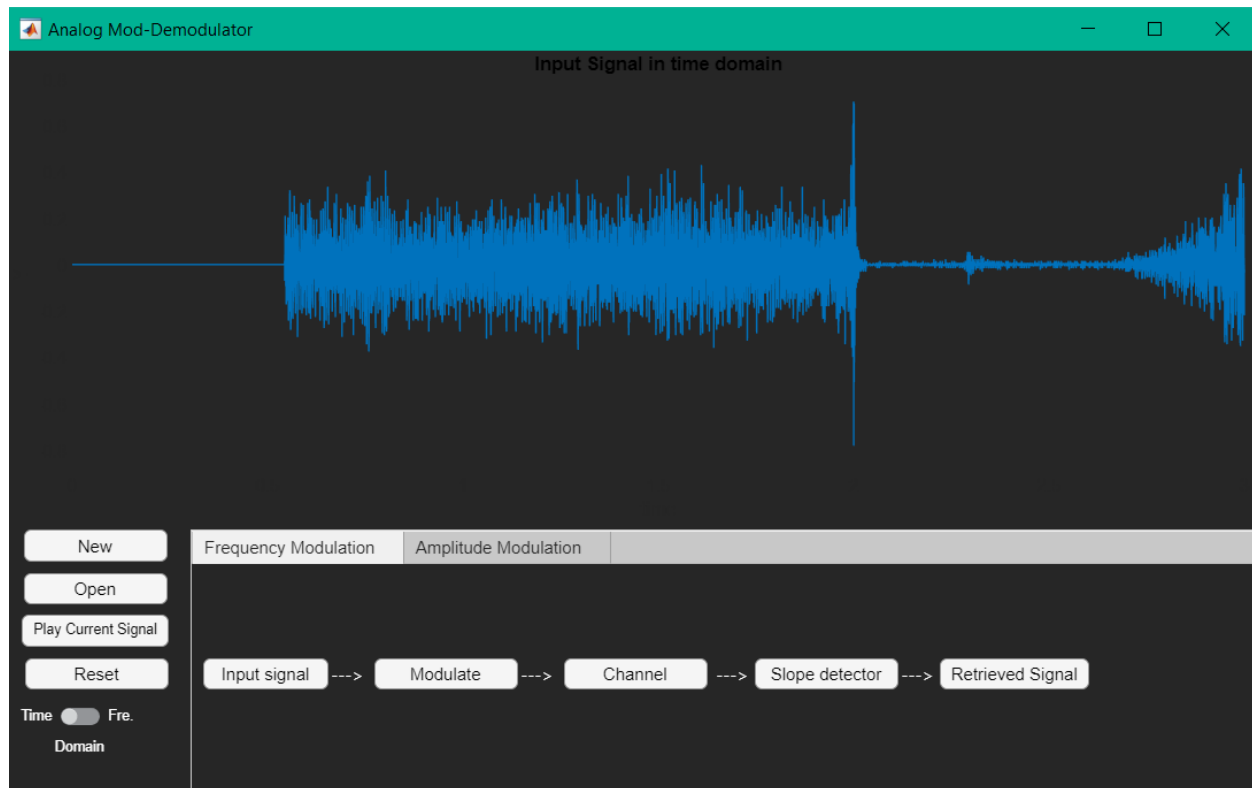 Analog Mod-Demodulator
Input Signal in time domain
New
Open
Play Current Signal
Reset
Time Fre.
Domain
Frequency Modulation Amplitude Modulation
Input signal ---> Modulate ---> Channel ---> Slope detector ---> Retrieved Signal